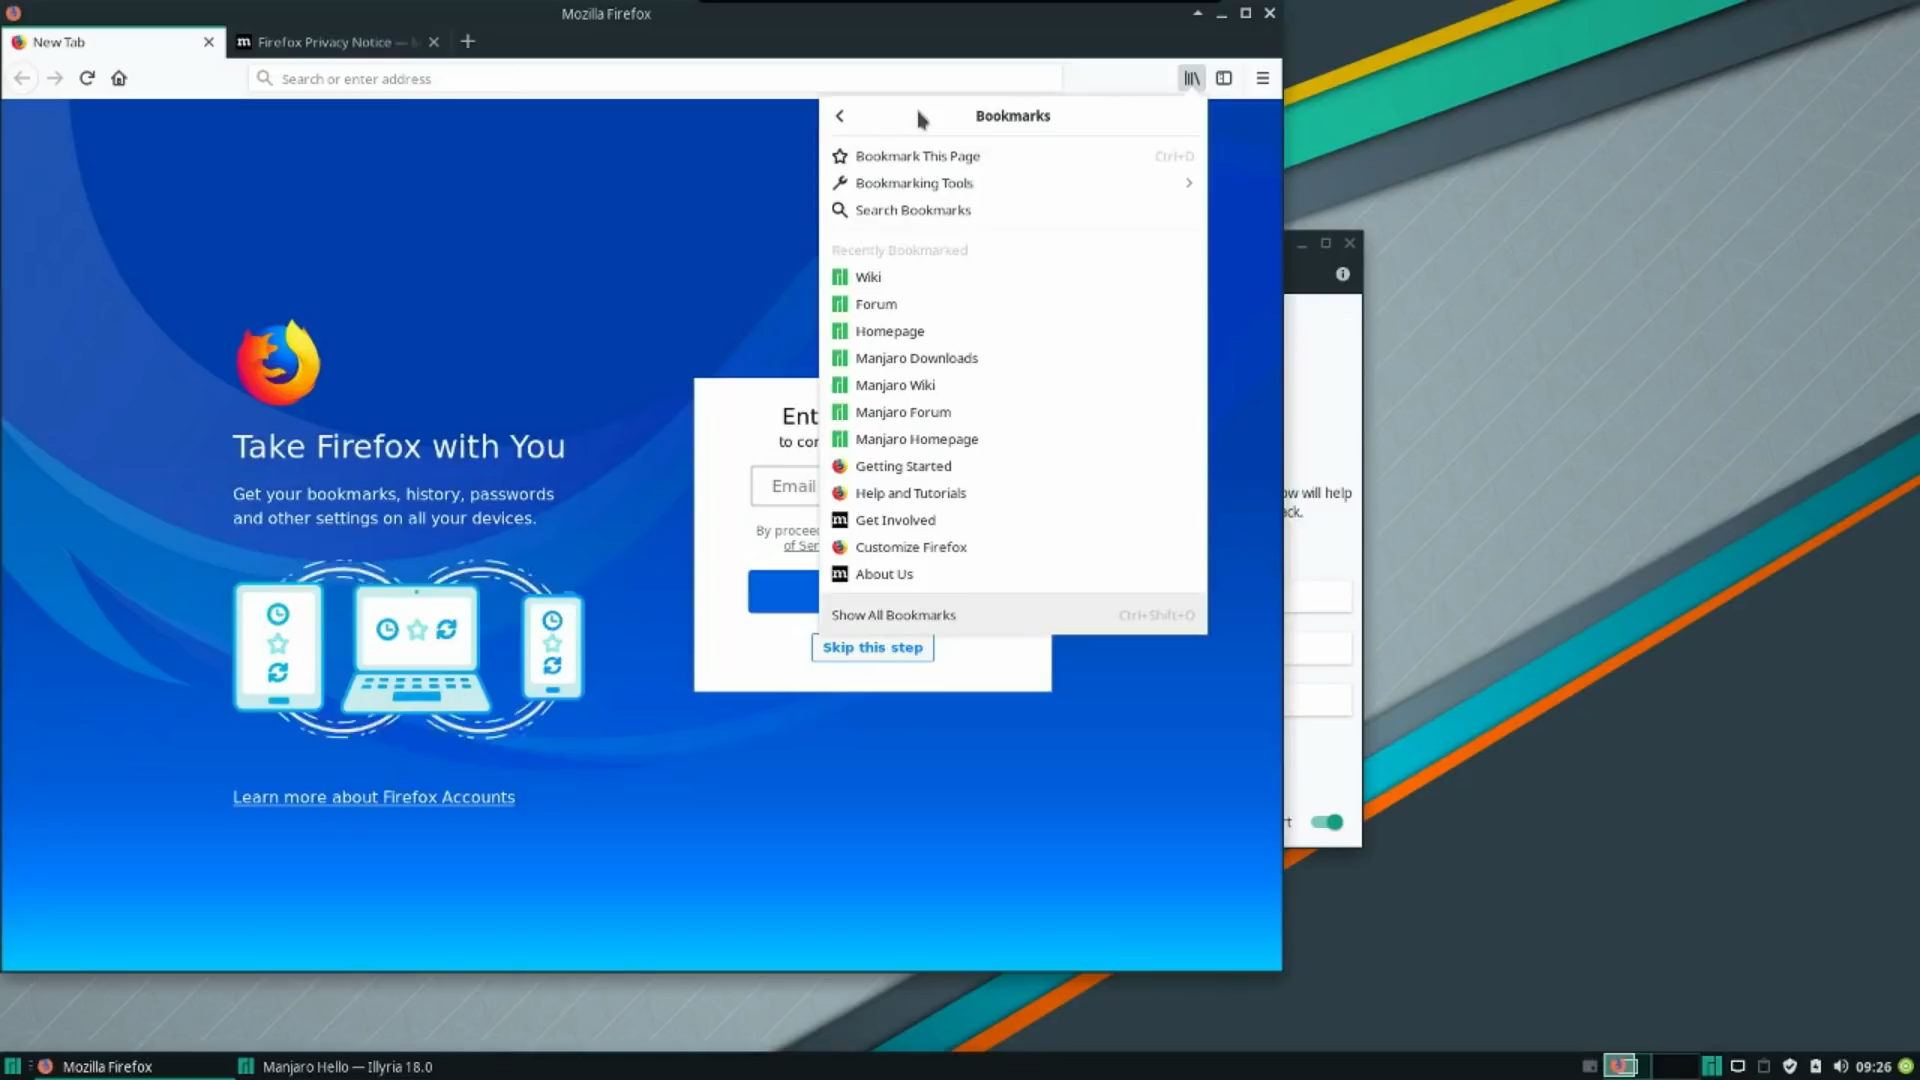 Mozilla Firefox
New Tab
Firefox Privacy Notice —
Search or enter address
Bookmarks
Bookmark This Page Ctrl+D
Bookmarking Tools
Search Bookmarks
Recently Bookmarked
Wiki
Forum
Homepage
Manjaro Downloads
Manjaro Wiki
Manjaro Forum
Manjaro Homepage
Getting Started
Help and Tutorials
Get Involved
Customize Firefox
About Us
Show All Bookmarks Ctrl+Shift+O
Take Firefox with You
Get your bookmarks, history, passwords
and other settings on all your devices.
Learn more about Firefox Accounts
Ent
to cor
Email
By procee
of Ser
Skip this step
ow will help
ck.
Mozilla Firefox
Manjaro Hello — Illyria 18.0
09:26